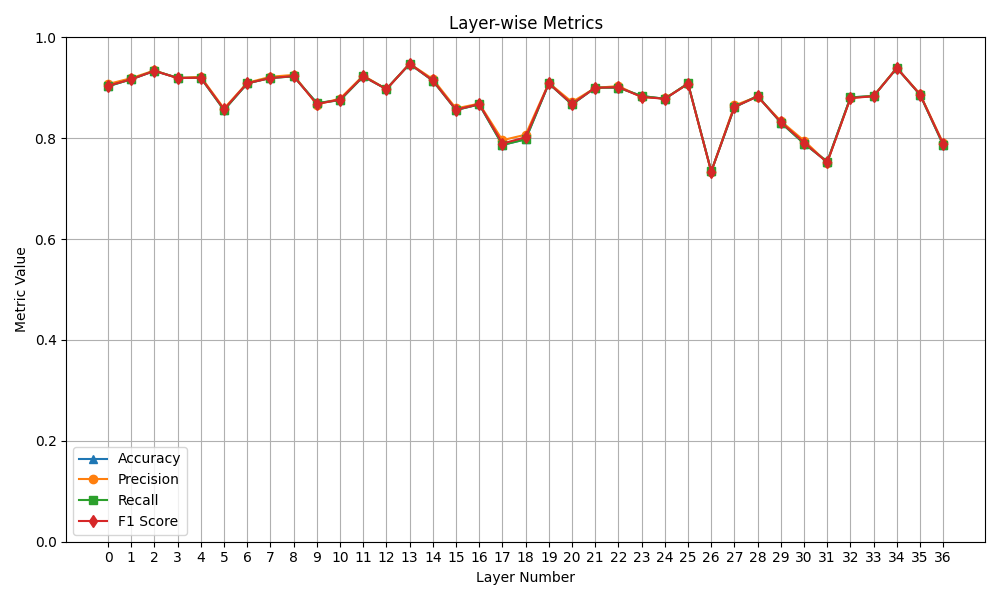 Layer-wise Metrics
1.0
0.8
0.6
0.4
0.2
0.0
Metric Value
Accuracy
Precision
Recall
F1 Score
0 1 2 3 4 5 6 7 8 9 10 11 12 13 14 15 16 17 18 19 20 21 22 23 24 25 26 27 28 29 30 31 32 33 34 35 36
Layer Number